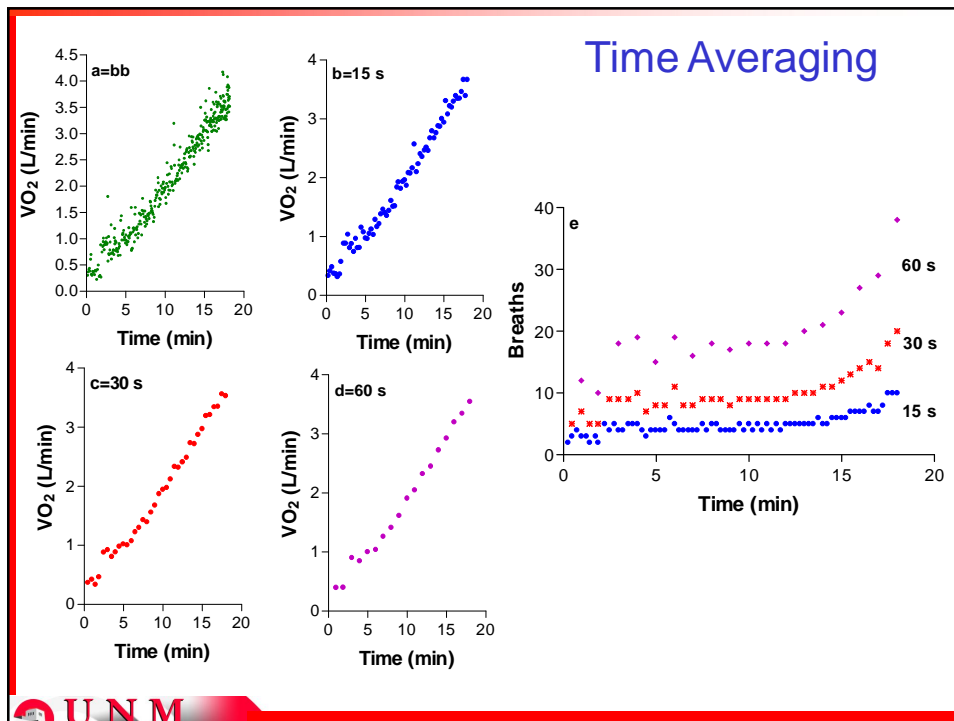 Time Averaging
a=bb
4.5
4.0
3.5
3.0
2.5
2.0
1.5
1.0
0.5
0.0
VO₂ (L/min)
0 5 10 15 20
Time (min)
b=15 s
4
3
2
1
0
VO₂ (L/min)
0 5 10 15 20
Time (min)
c=30 s
4
3
2
1
0
VO₂ (L/min)
0 5 10 15 20
Time (min)
d=60 s
4
3
2
1
0
VO₂ (L/min)
0 5 10 15 20
Time (min)
e
40
30
20
10
0
Breaths
60 s
30 s
15 s
0 5 10 15 20
Time (min)
UNM